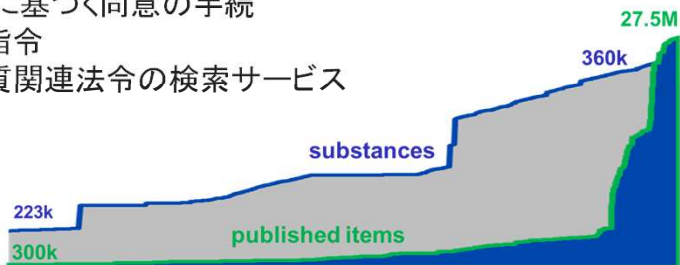 に基づく同意の手続
指令
質関連法令の検索サービス
27.5M
360k
substances
223k
published items
300k